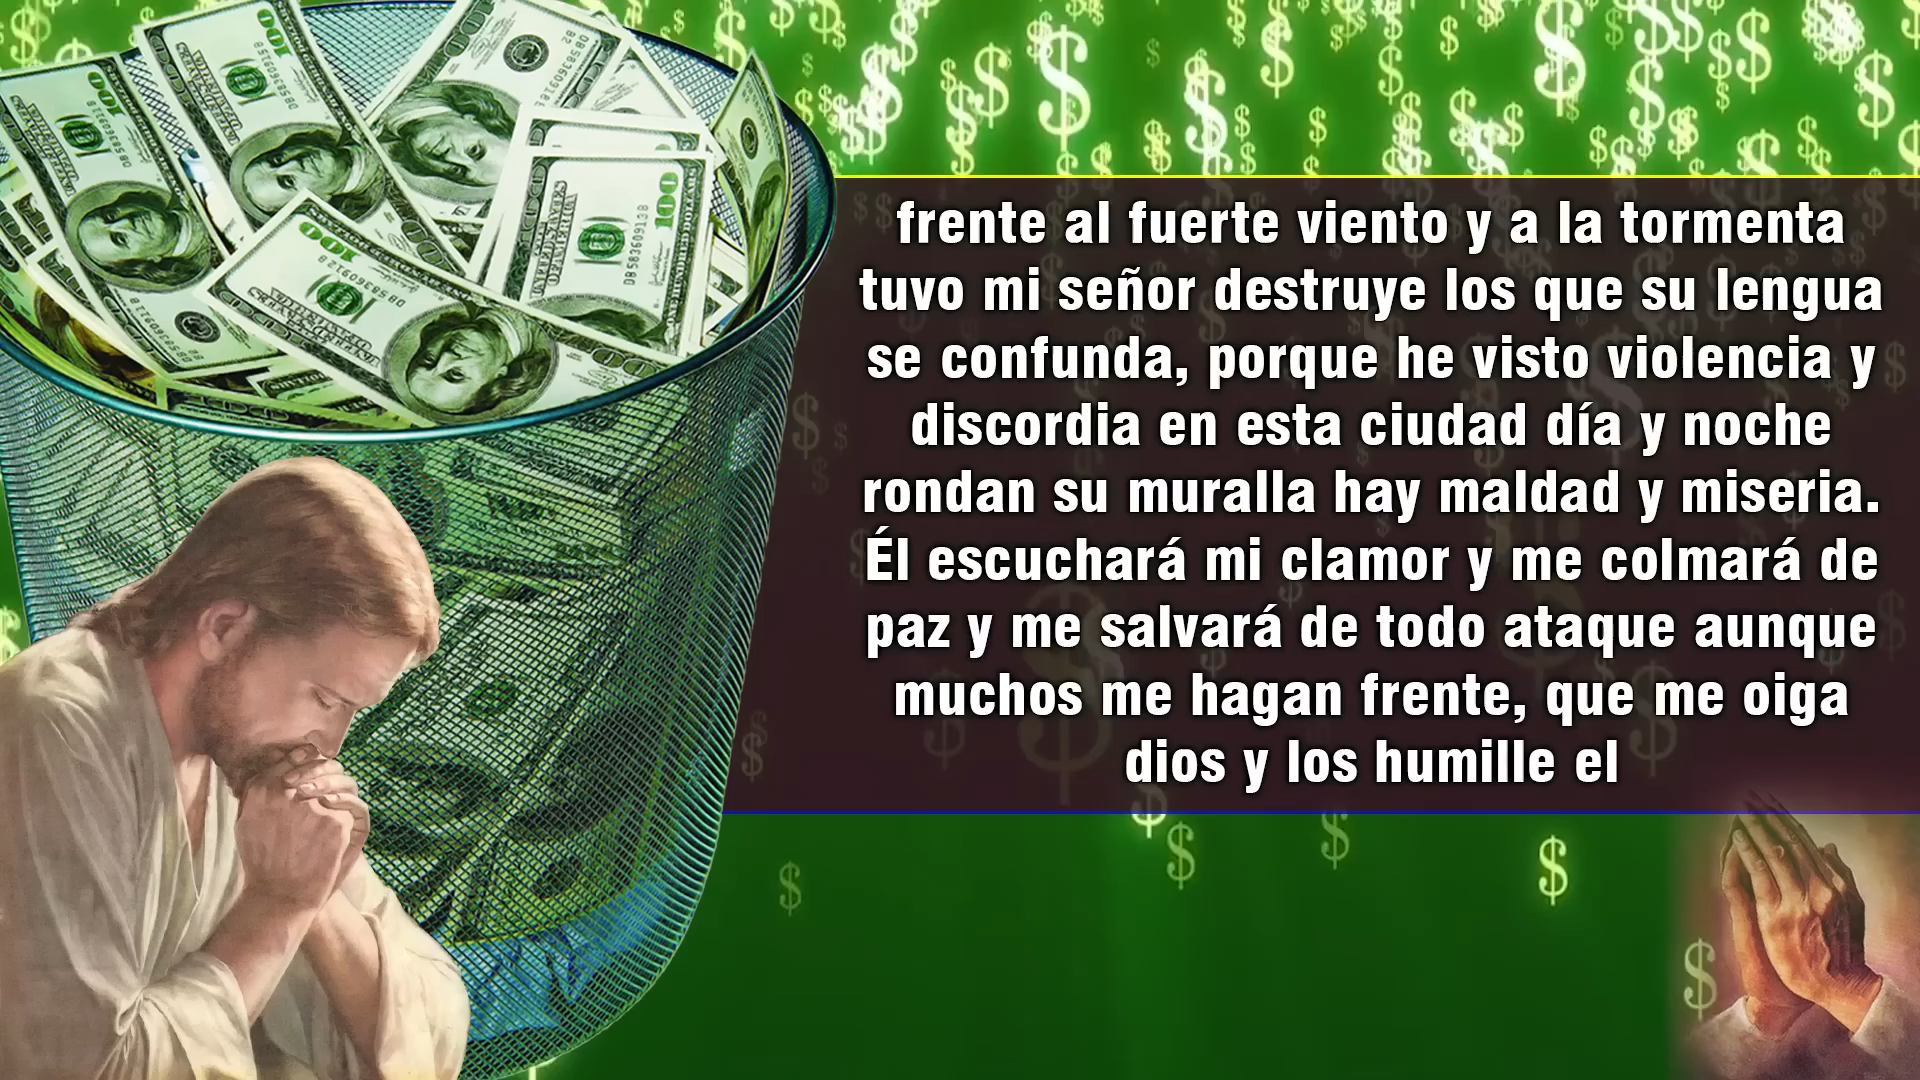 frente al fuerte viento y a la tormenta
tuvo mi señor destruye los que su lengua
se confunda, porque he visto violencia y
discordia en esta ciudad día y noche
rondan su muralla hay maldad y miseria.
Él escuchará mi clamor y me colmará de
paz y me salvará de todo ataque aunque
muchos me hagan frente, que me oiga
dios y los humille el